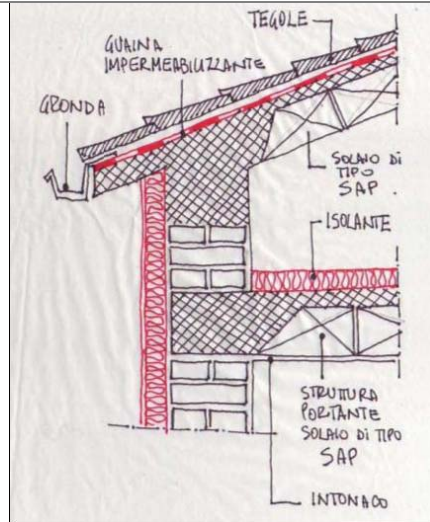 TEGOLE
GUAINA
IMPERMEABILIZZANTE
GRONDA
SOLAIO DI
TIPO
SAP.
ISOLANTE
STRUTTURA
PORTANTE
SOLAIO DI TIPO
SAP
INTONACO